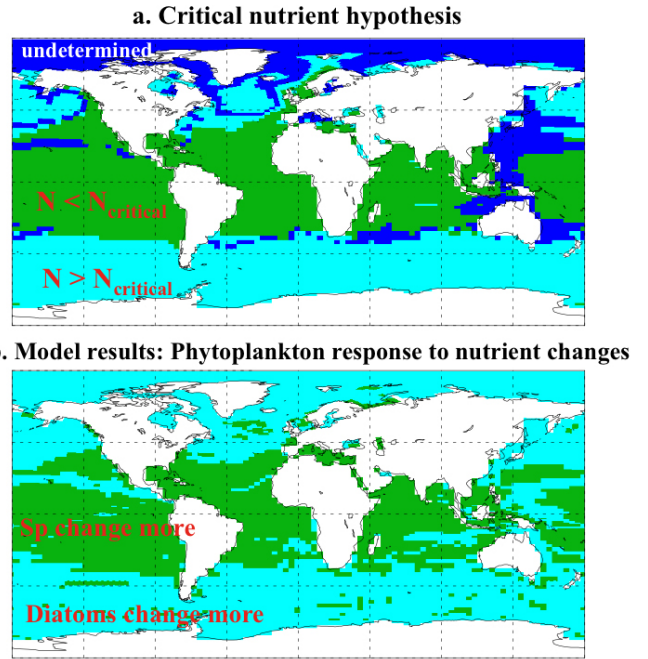 a. Critical nutrient hypothesis
undetermined
N < Ncritical
N > Ncritical
. Model results: Phytoplankton response to nutrient changes
Sp change more
Diatoms change more